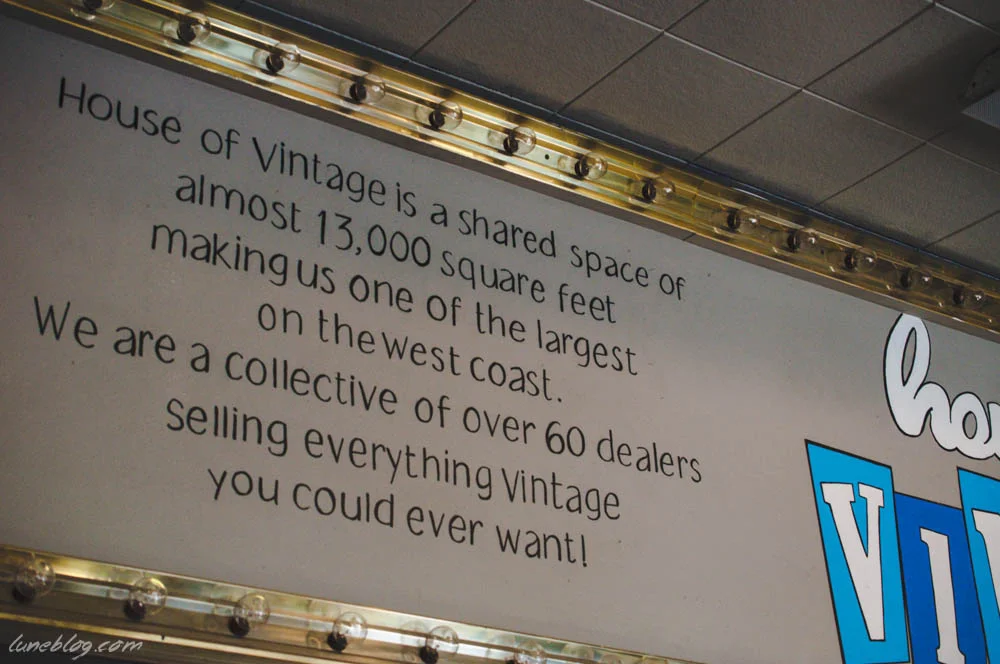 House of Vintage is a shared space of
almost 13,000 square feet
making us one of the largest
on the west coast.
We are a collective of over 60 dealers
selling everything Vintage
you could ever want!
ho
VI
luneblog.com